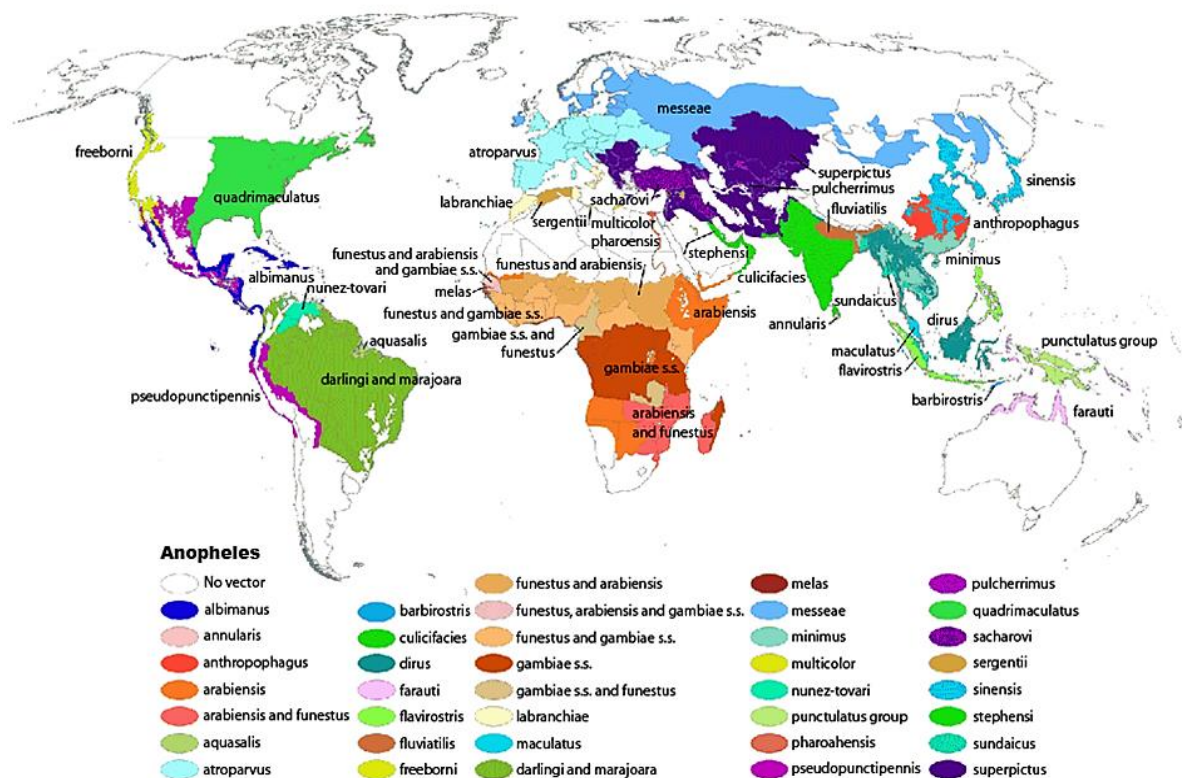 messeae
freeborni
atroparvus
superpictus
pulcherrimus
sinensis
quadrimaculatus
labranchiae
sacharovi
fluviatilis
sergentii
multicolor
anthropophagus
pharoensis
funestus and arabiensis
and gambiae s.s.
funestus and arabiensis
stephensi
minimus
albimanus
culicifacies
nunez-tovari
melas
sundaicus
funestus and gambiae s.s.
arabiensis
dirus
annularis
gambiae s.s. and
funestus
aquasalis
maculatus
punctulatus group
flavirostris
gambiae s.s.
darlingi and marajoara
pseudopunctipennis
barbirostris
arabiensis
and funestus
farauti
Anopheles
No vector
albimanus
annularis
anthropophagus
arabiensis
arabiensis and funestus
aquasalis
atroparvus
barbirostris
culicifacies
dirus
farauti
flavirostris
fluviatilis
freeborni
funestus and arabiensis
funestus, arabiensis and gambiae s.s.
funestus and gambiae s.s.
gambiae s.s.
gambiae s.s. and funestus
labranchiae
maculatus
darlingi and marajoara
melas
messeae
minimus
multicolor
nunez-tovari
punctulatus group
pharoahensis
pseudopunctipennis
pulcherrimus
quadrimaculatus
sacharovi
sergentii
sinensis
stephensi
sundaicus
superpictus